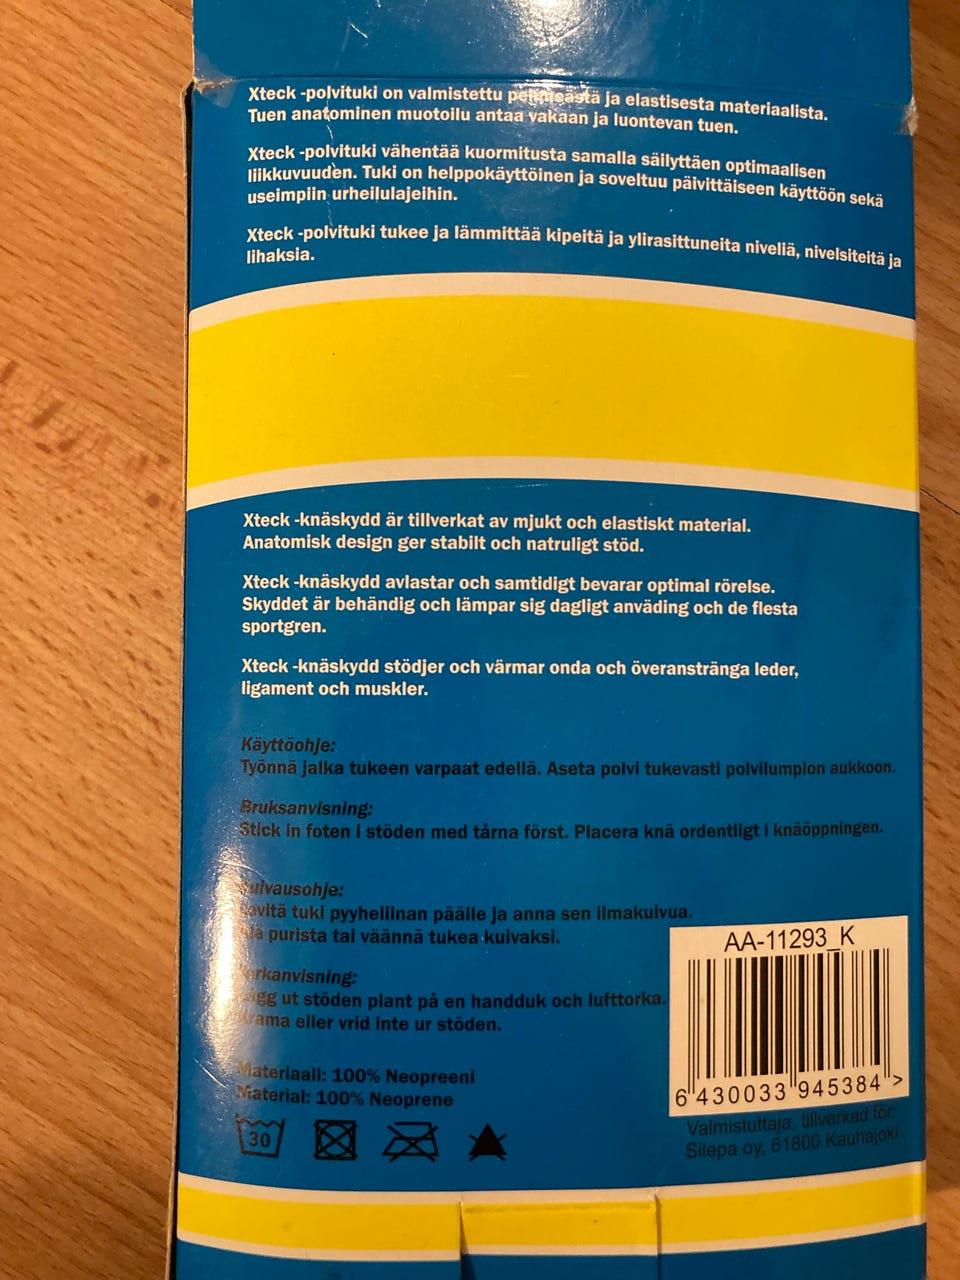 Xteck -polvituki on valmistettu pehmeästä ja elastisesta materiaalista.
Tuen anatominen muotoilu antaa vakaan ja luontevan tuen.
Xteck -polvituki vähentää kuormitusta samalla säilyttäen optimaalisen
liikkuvuuden. Tuki on helppokäyttöinen ja soveltuu päivittäiseen käyttöön sekä
useimpiin urheilulajeihin.
Xteck -polvituki tukee ja lämmittää kipeitä ja ylirasittuneita niveliä, nivelsiteitä ja
lihaksia.
Xteck -knäskydd är tillverkat av mjukt och elastiskt material.
Anatomisk design ger stabilt och natruligt stöd.
Xteck -knäskydd avlastar och samtidigt bevarar optimal rörelse.
Skyddet är behändig och lämpar sig dagligt anväding och de flesta
sportgren.
Xteck -knäskydd stödjer och värmar onda och överanstränga leder,
ligament och muskler.
Käyttöohje:
Työnnä jalka tukeen varpaat edellä. Aseta polvi tukevasti polvilumpion aukkoon.
Bruksanvisning:
Stick in foten i stöden med tårna först. Placera knä ordentligt i knäöppningen.
Kuivausohje:
Levitä tuki pyyheliinan päälle ja anna sen ilmakuivua.
Älä purista tai väännä tukea kuivaksi.
Torkanvisning:
Lägg ut stöden plant på en handduk och lufttorka.
Krama eller vrid inte ur stöden.
Materiaali: 100% Neopreeni
Material: 100% Neoprene
30
AA-11293_K
6 430033 945384 >
Valmistuttaja, tillverkad för:
Silepa oy, 61800 Kauhajoki